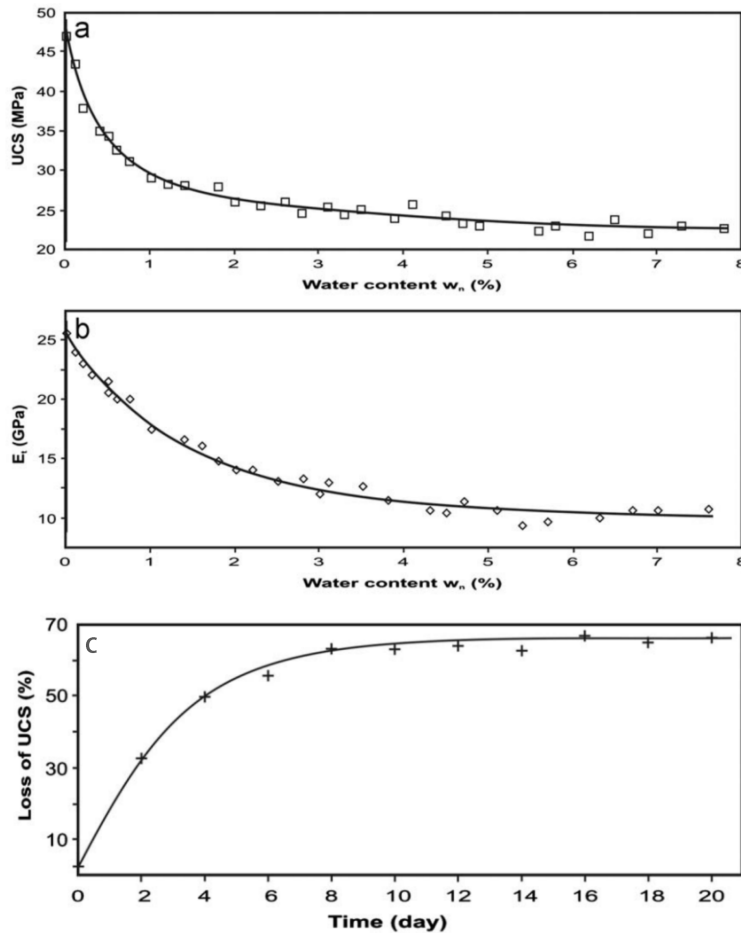 a
UCS (MPa)
50
45
40
35
30
25
20
0 1 2 3 4 5 6 7 8
Water content wₙ (%)
b
Eₜ (GPa)
25
20
15
10
0 1 2 3 4 5 6 7 8
Water content wₙ (%)
c
Loss of UCS (%)
70
50
30
10
0 2 4 6 8 10 12 14 16 18 20
Time (day)